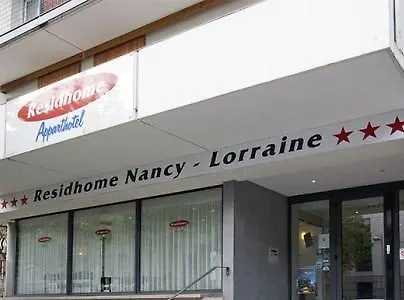 Residhome
Apparthotel
★★★ Residhome Nancy - Lorraine ★★★